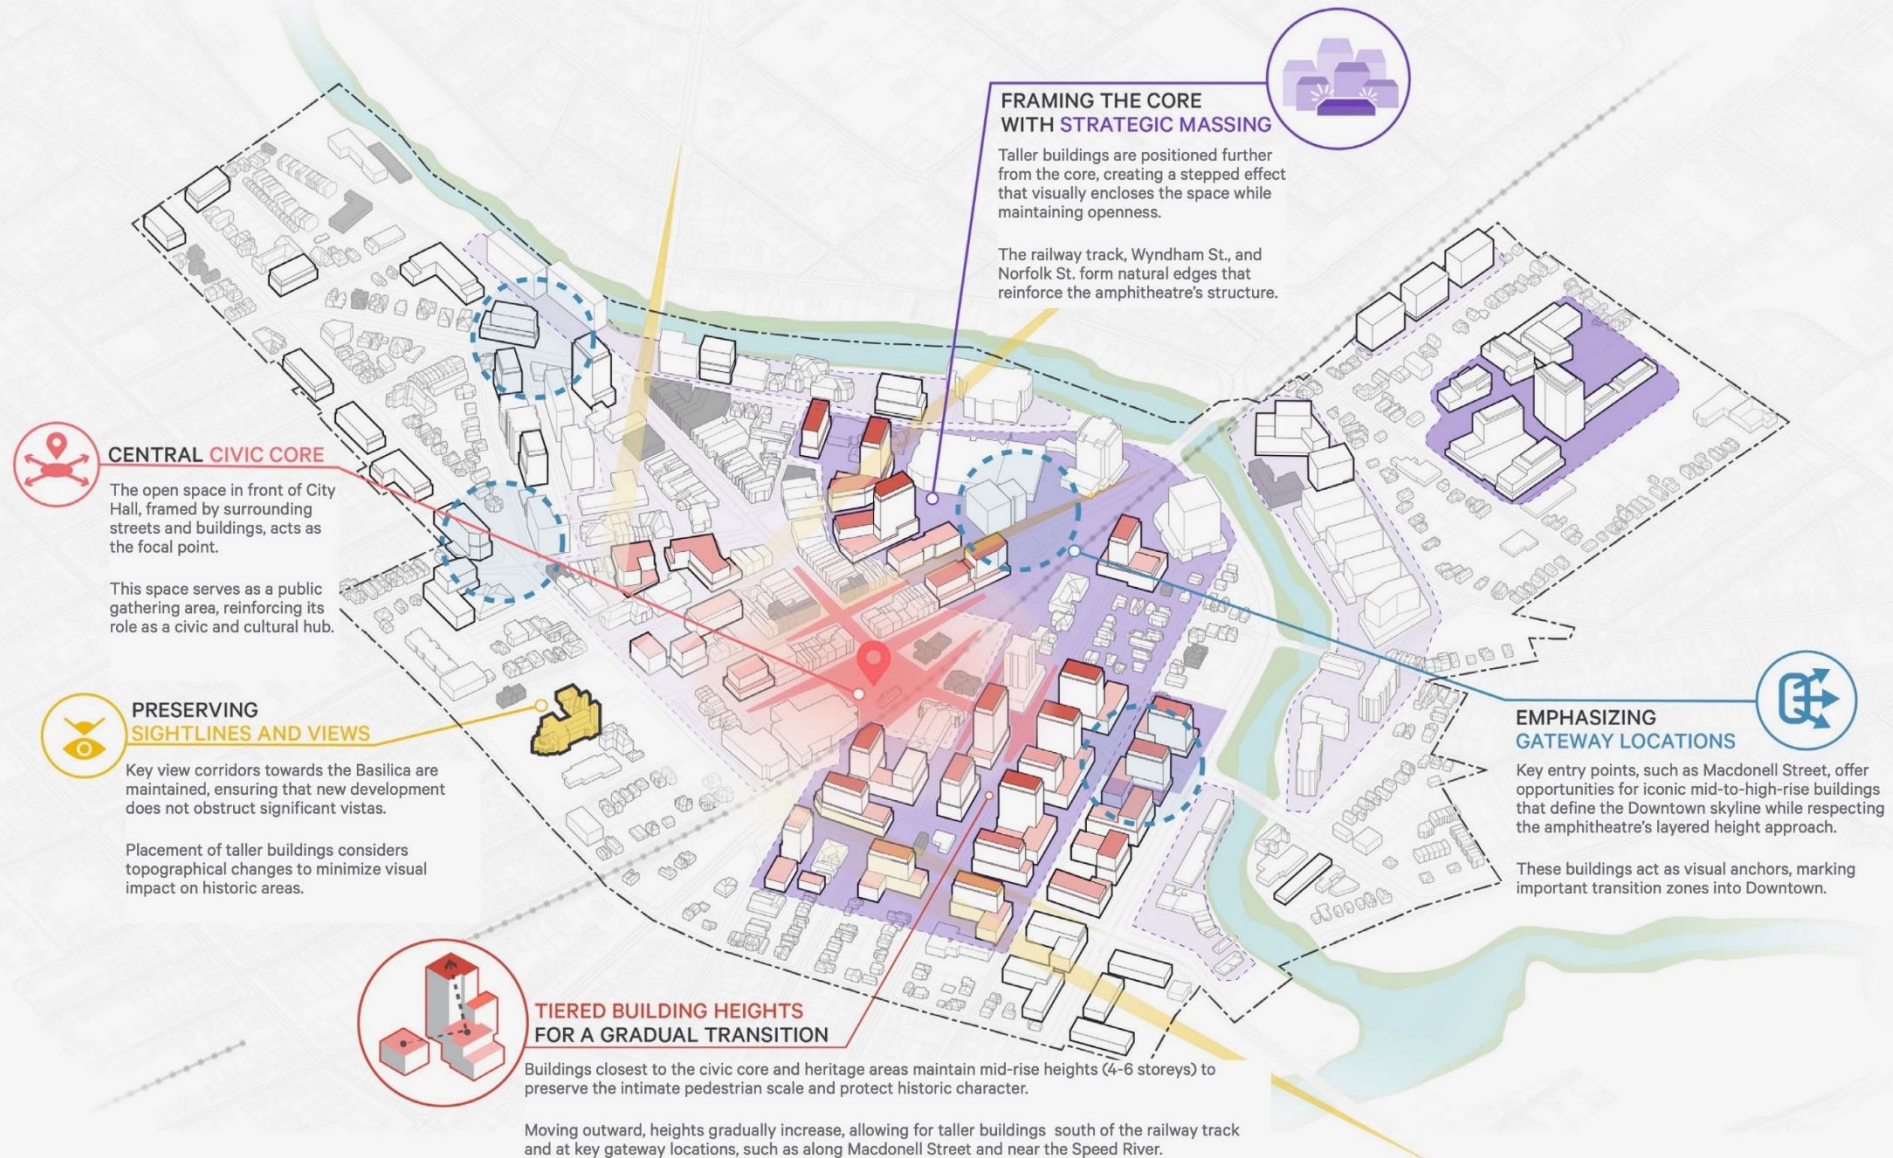 FRAMING THE CORE
WITH STRATEGIC MASSING
Taller buildings are positioned further
from the core, creating a stepped effect
that visually encloses the space while
maintaining openness.
The railway track, Wyndham St., and
Norfolk St. form natural edges that
reinforce the amphitheatre's structure.
CENTRAL CIVIC CORE
The open space in front of City
Hall, framed by surrounding
streets and buildings, acts as
the focal point.
This space serves as a public
gathering area, reinforcing its
role as a civic and cultural hub.
PRESERVING
SIGHTLINES AND VIEWS
Key view corridors towards the Basilica are
maintained, ensuring that new development
does not obstruct significant vistas.
Placement of taller buildings considers
topographical changes to minimize visual
impact on historic areas.
EMPHASIZING
GATEWAY LOCATIONS
Key entry points, such as Macdonell Street, offer
opportunities for iconic mid-to-high-rise buildings
that define the Downtown skyline while respecting
the amphitheatre's layered height approach.
These buildings act as visual anchors, marking
important transition zones into Downtown.
TIERED BUILDING HEIGHTS
FOR A GRADUAL TRANSITION
Buildings closest to the civic core and heritage areas maintain mid-rise heights (4-6 storeys) to
preserve the intimate pedestrian scale and protect historic character.
Moving outward, heights gradually increase, allowing for taller buildings south of the railway track
and at key gateway locations, such as along Macdonell Street and near the Speed River.